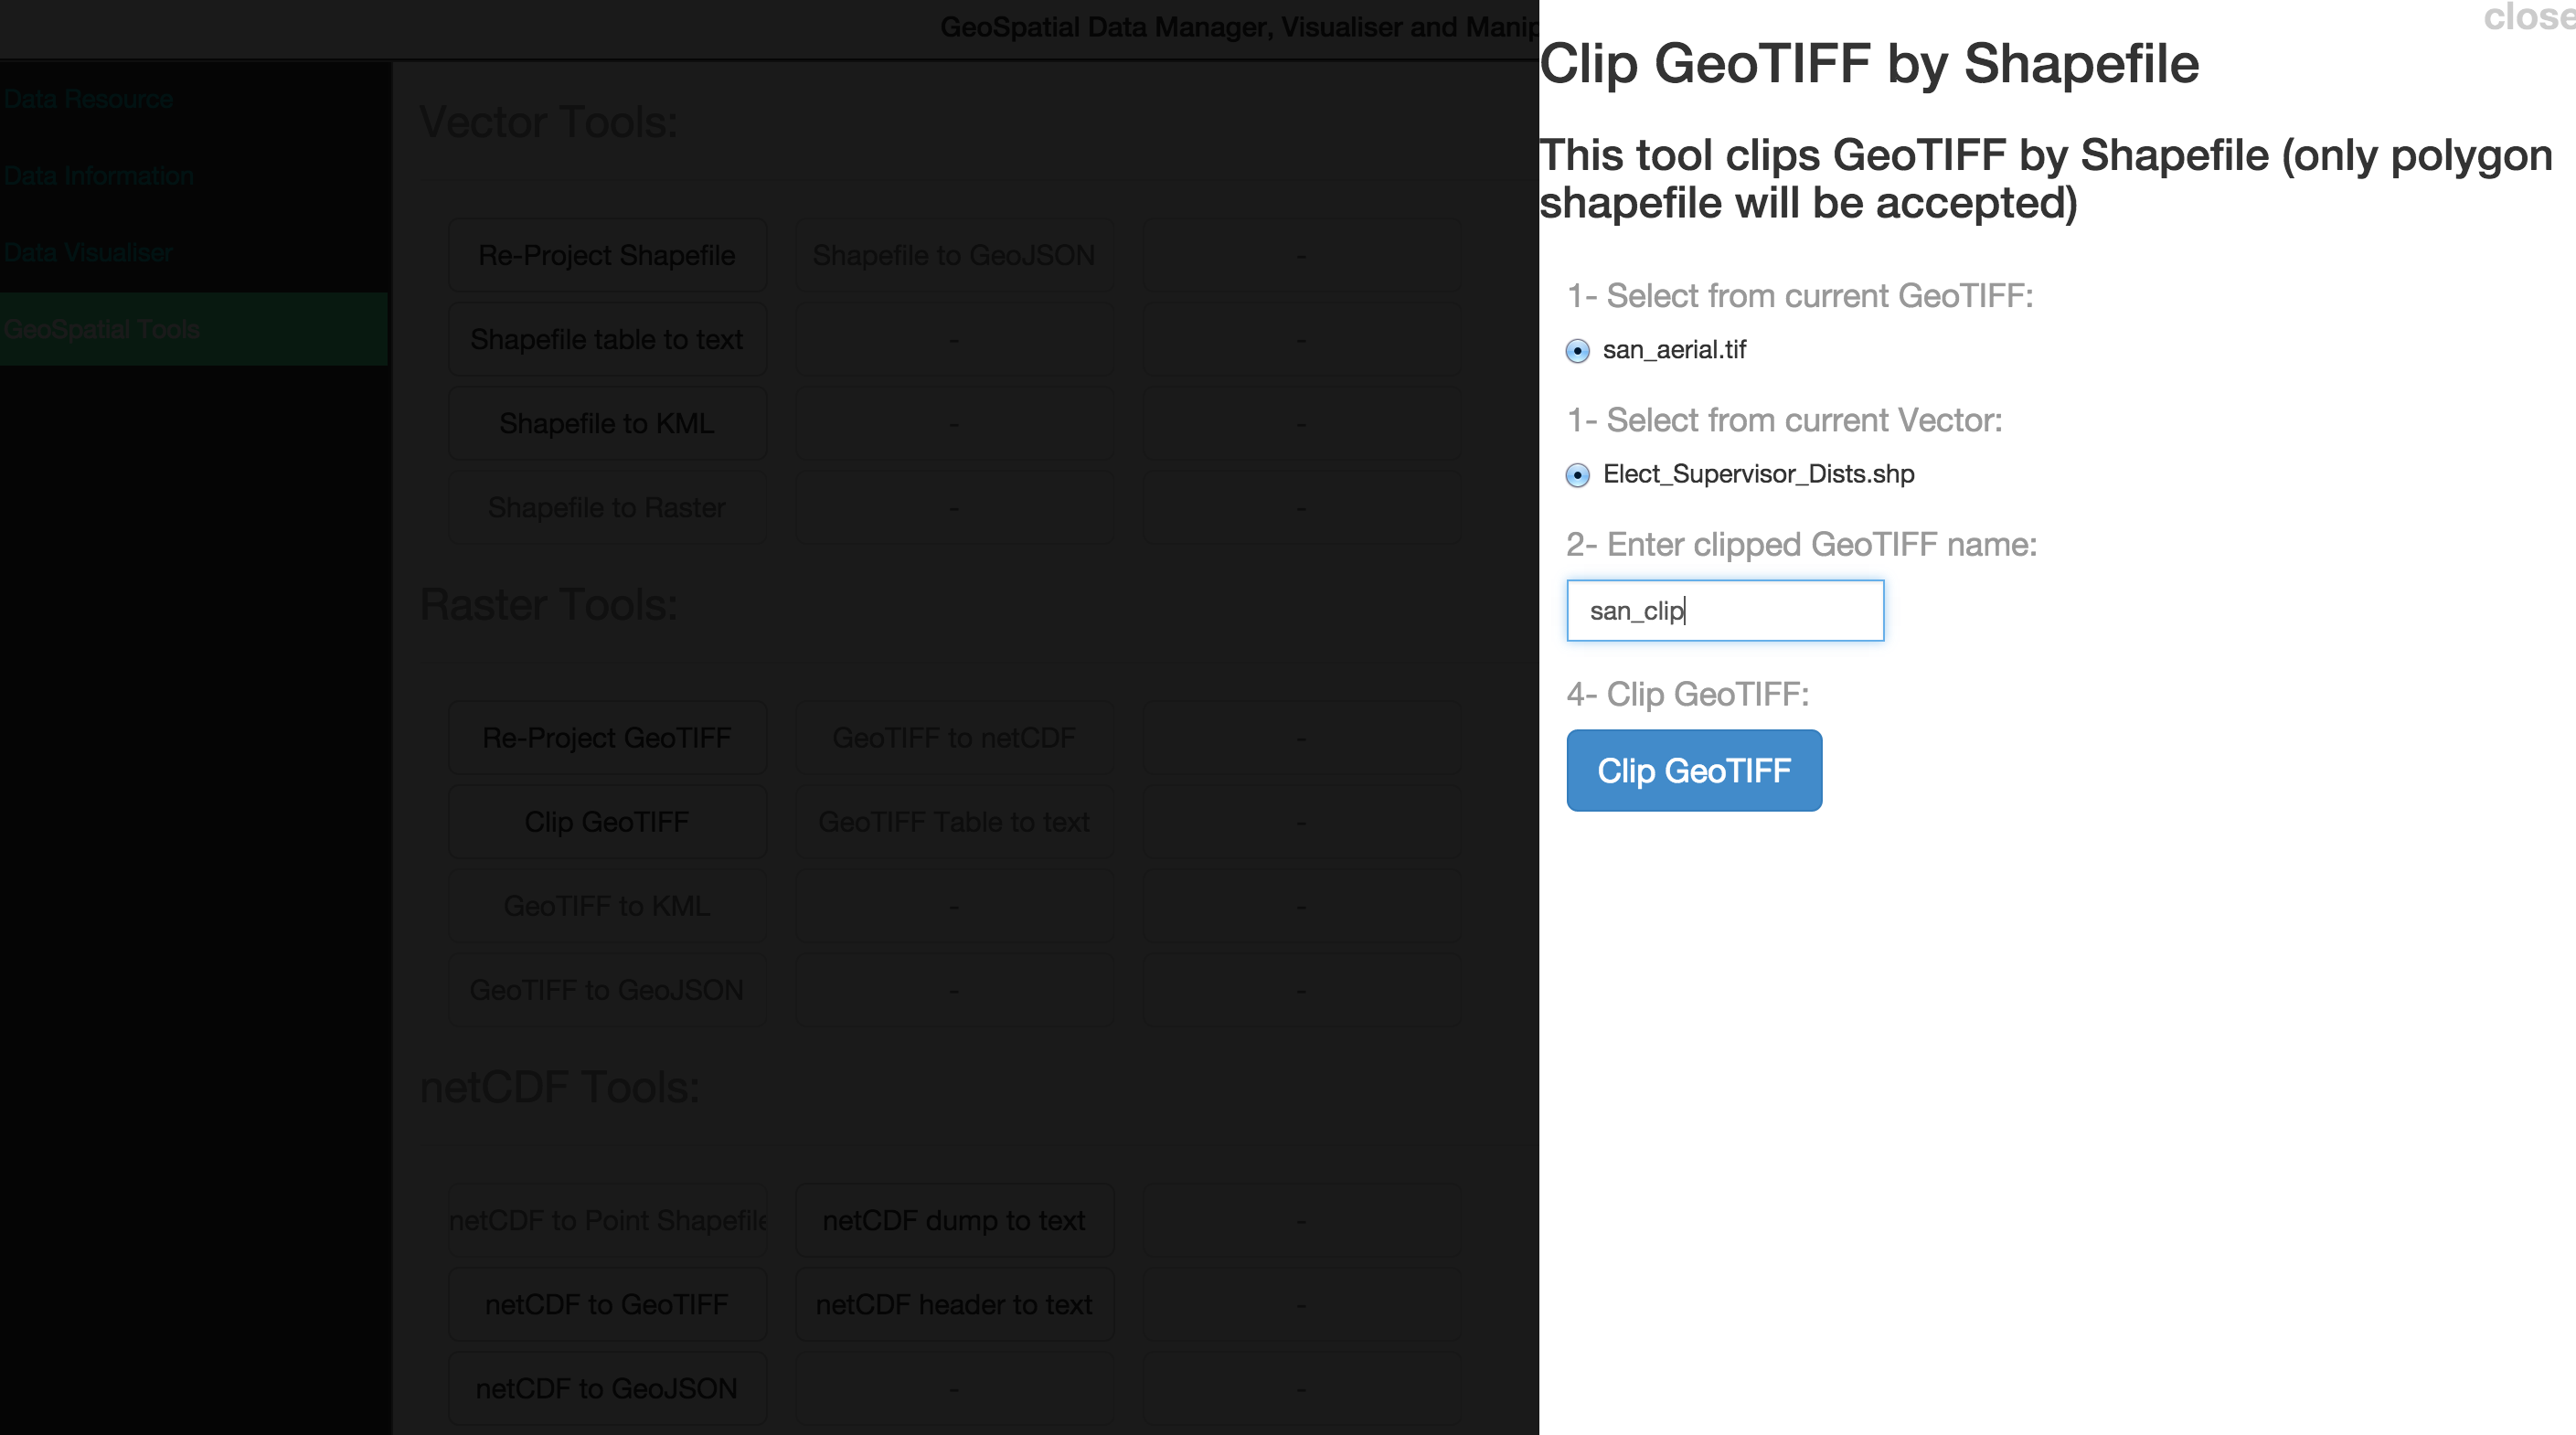 GeoSpatial Data Manager, Visualiser and Manip
Data Resource
Data Information
Data Visualiser
GeoSpatial Tools
Vector Tools:
Re-Project Shapefile
Shapefile to GeoJSON
-
Shapefile table to text
-
-
Shapefile to KML
-
-
Shapefile to Raster
-
-
Raster Tools:
Re-Project GeoTIFF
GeoTIFF to netCDF
-
Clip GeoTIFF
GeoTIFF Table to text
-
GeoTIFF to KML
-
-
GeoTIFF to GeoJSON
-
-
netCDF Tools:
netCDF to Point Shapefile
netCDF dump to text
-
netCDF to GeoTIFF
netCDF header to text
-
netCDF to GeoJSON
-
-
close
Clip GeoTIFF by Shapefile
This tool clips GeoTIFF by Shapefile (only polygon
shapefile will be accepted)
1- Select from current GeoTIFF:
san_aerial.tif
1- Select from current Vector:
Elect_Supervisor_Dists.shp
2- Enter clipped GeoTIFF name:
san_clip
4- Clip GeoTIFF:
Clip GeoTIFF